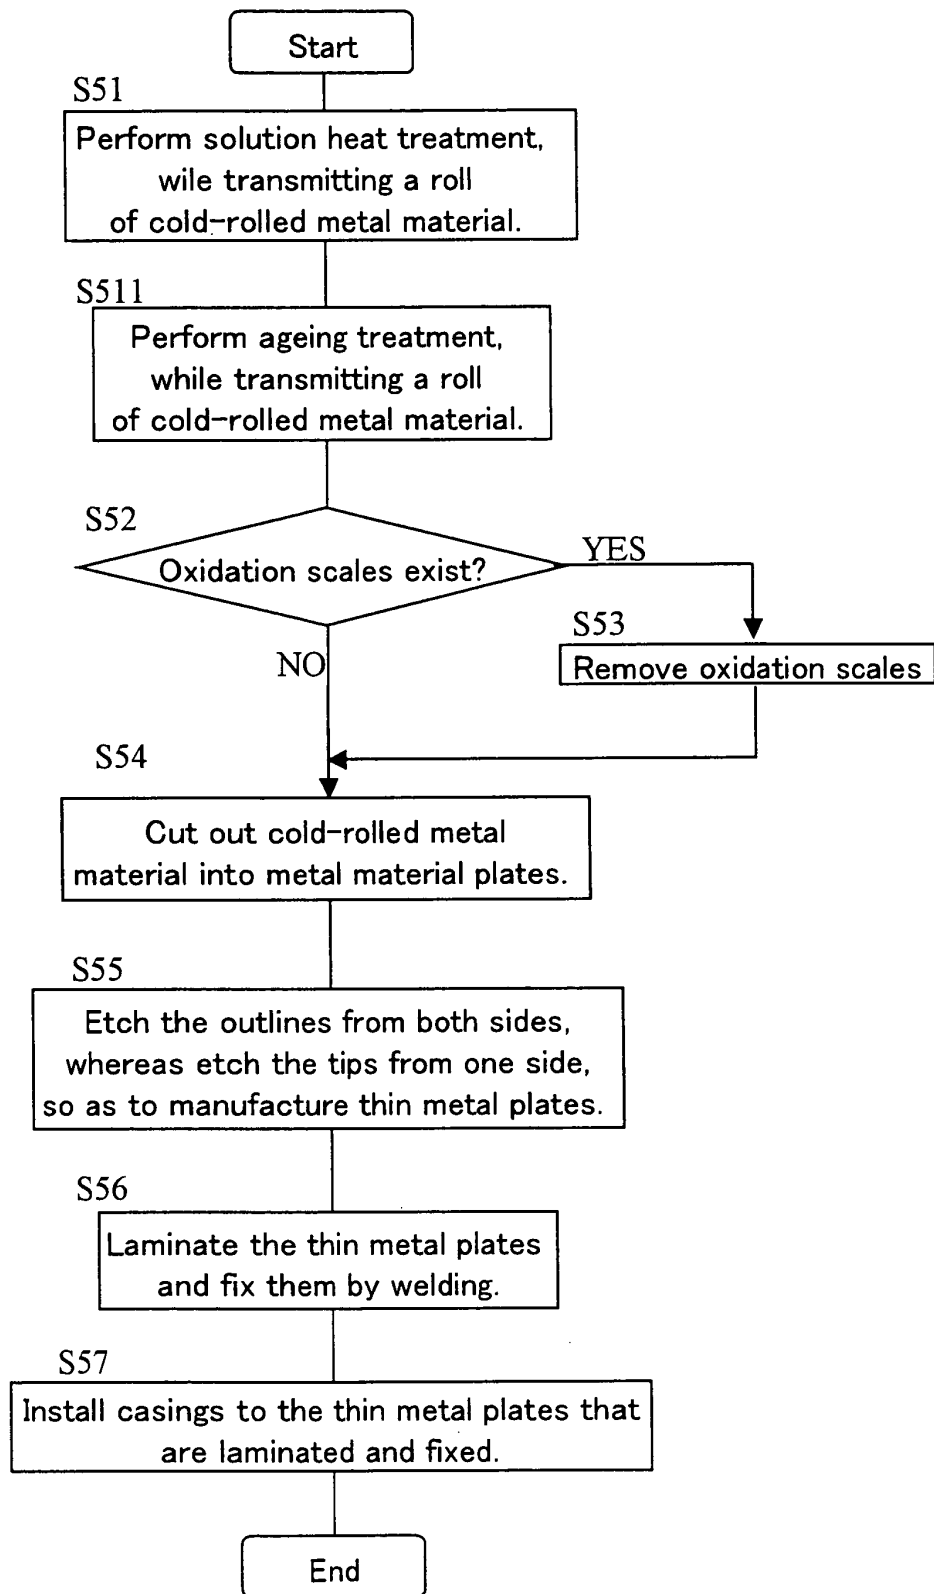 Start
S51
Perform solution heat treatment,
wile transmitting a roll
of cold-rolled metal material.
S511
Perform ageing treatment,
while transmitting a roll
of cold-rolled metal material.
S52
Oxidation scales exist?
YES
S53
Remove oxidation scales
NO
S54
Cut out cold-rolled metal
material into metal material plates.
S55
Etch the outlines from both sides,
whereas etch the tips from one side,
so as to manufacture thin metal plates.
S56
Laminate the thin metal plates
and fix them by welding.
S57
Install casings to the thin metal plates that
are laminated and fixed.
End